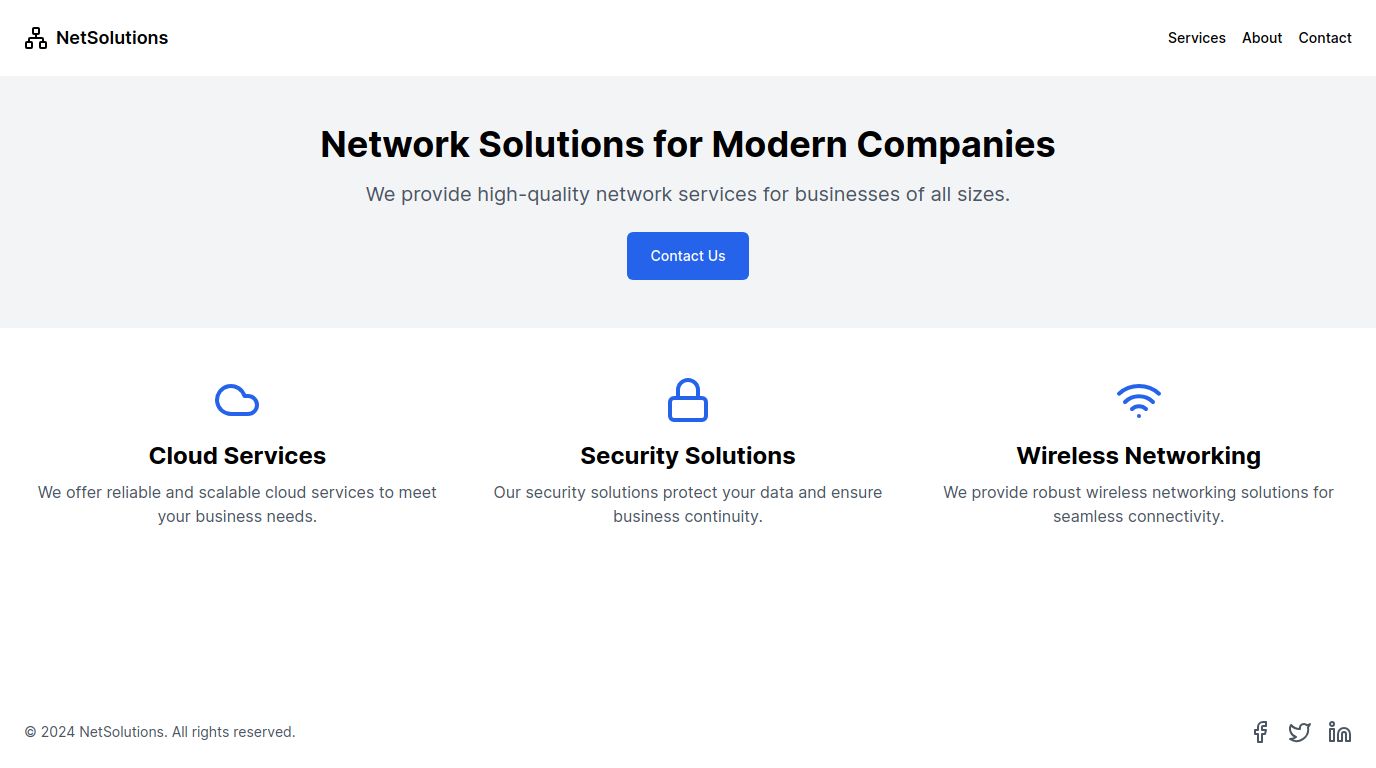 NetSolutions
Services About Contact
Network Solutions for Modern Companies
We provide high-quality network services for businesses of all sizes.
Contact Us
Cloud Services
We offer reliable and scalable cloud services to meet
your business needs.
Security Solutions
Our security solutions protect your data and ensure
business continuity.
Wireless Networking
We provide robust wireless networking solutions for
seamless connectivity.
© 2024 NetSolutions. All rights reserved.